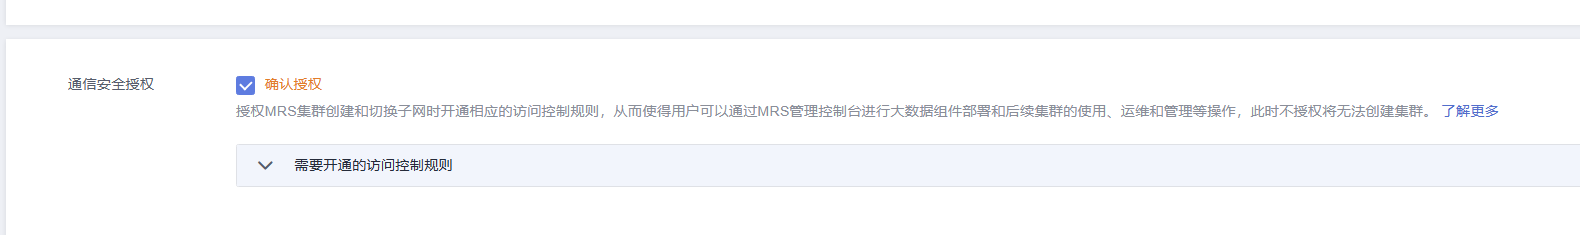 通信安全授权 确认授权
授权MRS集群创建和切换子网时开通相应的访问控制规则，从而使得用户可以通过MRS管理控制台进行大数据组件部署和后续集群的使用、运维和管理等操作，此时不授权将无法创建集群。 了解更多
需要开通的访问控制规则